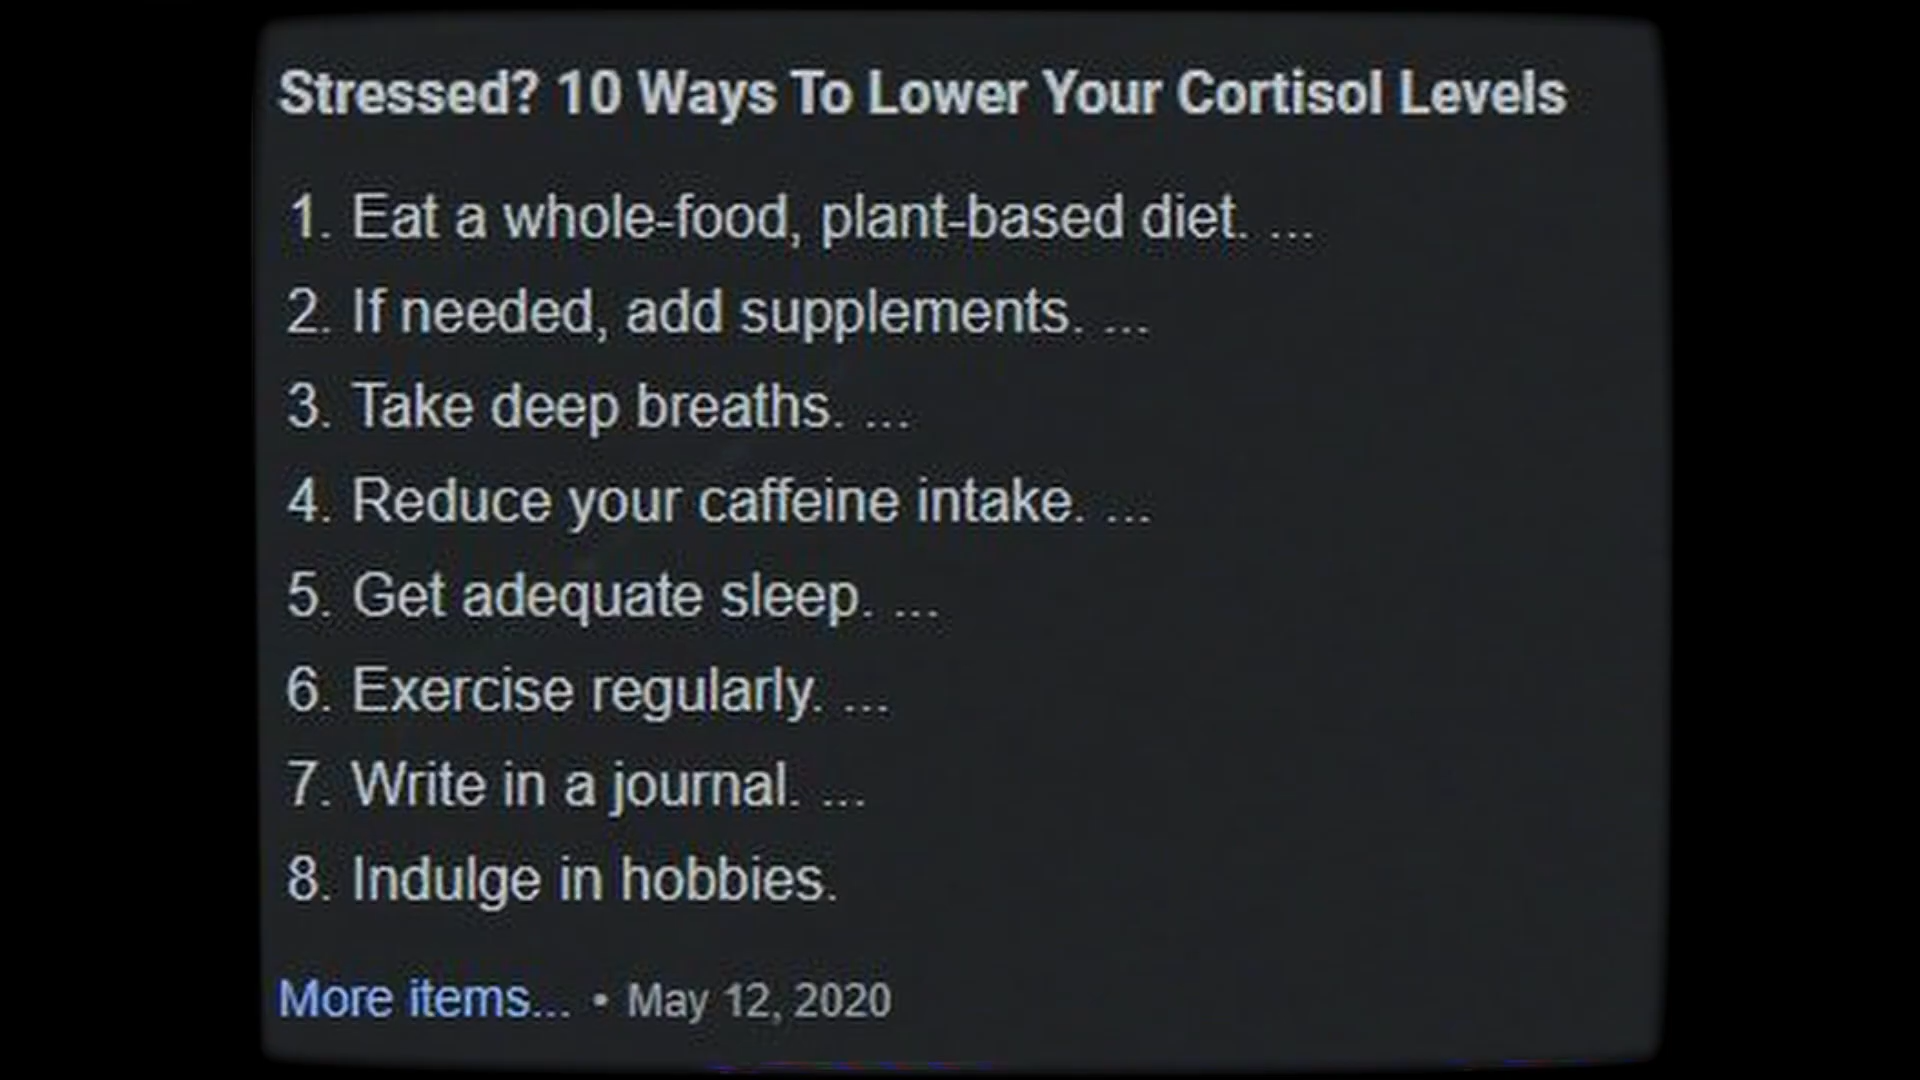 Stressed? 10 Ways To Lower Your Cortisol Levels
1. Eat a whole-food, plant-based diet. ...
2. If needed, add supplements. ...
3. Take deep breaths. ...
4. Reduce your caffeine intake. ...
5. Get adequate sleep. ...
6. Exercise regularly. ...
7. Write in a journal. ...
8. Indulge in hobbies.
More items... • May 12, 2020